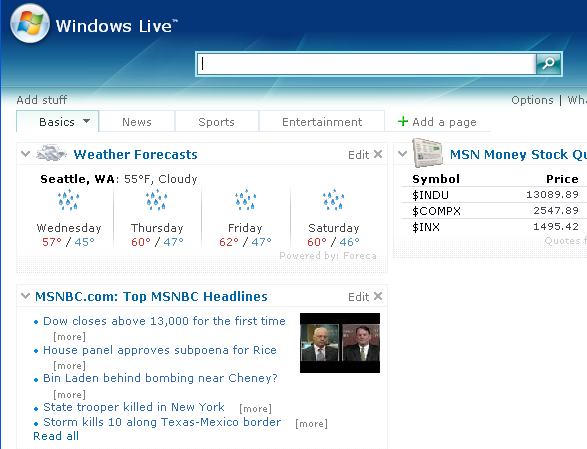 Windows Live™
Add stuff
Options |
Basics News Sports Entertainment + Add a page
Weather Forecasts Edit
Seattle, WA: 55°F, Cloudy
Wednesday Thursday Friday Saturday
57° / 45° 60° / 47° 62° / 47° 60° / 46°
Powered by: Foreca
MSN Money Stock
Symbol Price
$INDU 13089.89
$COMPX 2547.89
$INX 1495.42
Quotes
MSNBC.com: Top MSNBC Headlines Edit
• Dow closes above 13,000 for the first time
[more]
• House panel approves subpoena for Rice
[more]
• Bin Laden behind bombing near Cheney?
[more]
• State trooper killed in New York [more]
• Storm kills 10 along Texas-Mexico border [more]
Read all